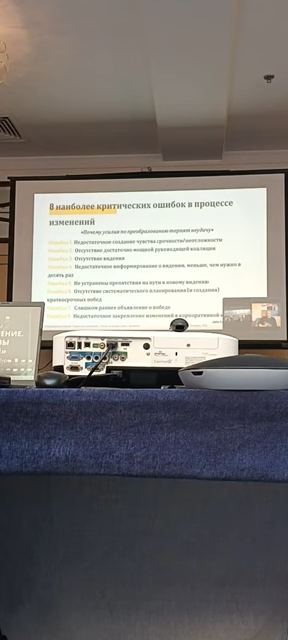 8 наиболее критических ошибок в процессе
изменений
«Почему усилия по преобразованию терпят неудачу»
Ошибка 1. Недостаточное создание чувства срочности/неотложности
Ошибка 2. Отсутствие достаточно мощной руководящей коалиции
Ошибка 3. Отсутствие видения
Ошибка 4. Недостаточное информирование о видении, меньше, чем нужно в
десять раз
Ошибка 5. Не устранены препятствия на пути к новому видению
Ошибка 6. Отсутствие систематического планирования (и создания)
краткосрочных побед
Ошибка 7. Слишком раннее объявление о победе
Ошибка 8. Недостаточное закрепление изменений в корпоративной